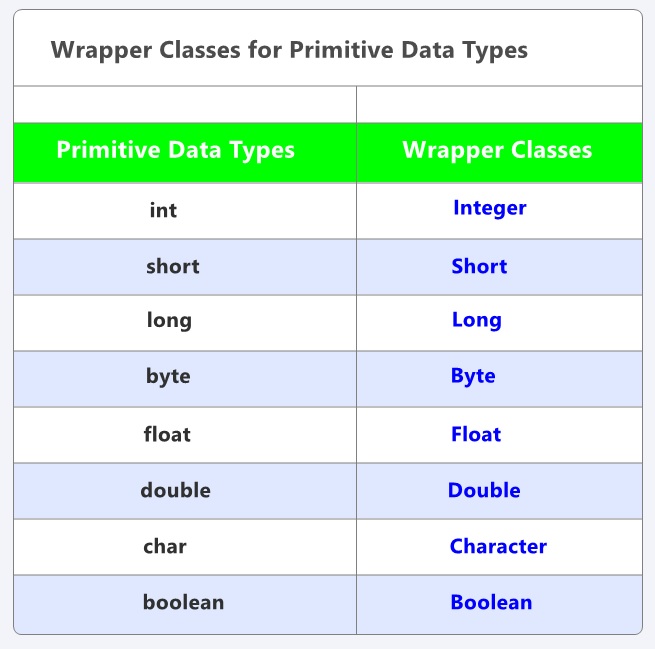 Wrapper Classes for Primitive Data Types
Primitive Data Types Wrapper Classes
int Integer
short Short
long Long
byte Byte
float Float
double Double
char Character
boolean Boolean